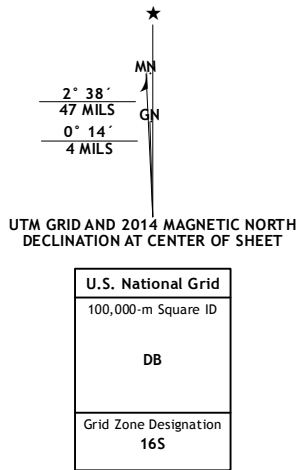 ★
MN
2° 38´
47 MILS
GN
0° 14´
4 MILS
UTM GRID AND 2014 MAGNETIC NORTH
DECLINATION AT CENTER OF SHEET
U.S. National Grid
100,000-m Square ID
DB
Grid Zone Designation
16S